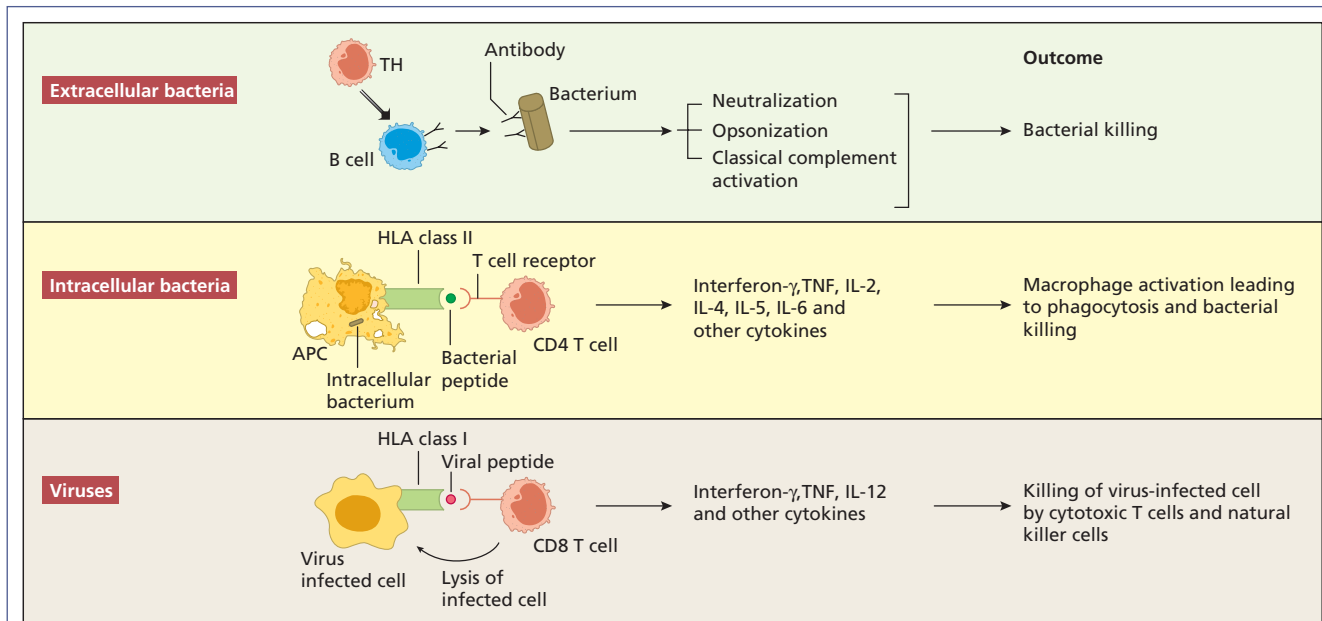 Extracellular bacteria
TH
B cell
Antibody
Bacterium
Neutralization
Opsonization
Classical complement
activation
Outcome
Bacterial killing
Intracellular bacteria
HLA class II
T cell receptor
APC
Intracellular
bacterium
Bacterial
peptide
CD4 T cell
Interferon-γ,TNF, IL-2,
IL-4, IL-5, IL-6 and
other cytokines
Macrophage activation leading
to phagocytosis and bacterial
killing
Viruses
HLA class I
Viral peptide
Virus
infected cell
Lysis of
infected cell
CD8 T cell
Interferon-γ,TNF, IL-12
and other cytokines
Killing of virus-infected cell
by cytotoxic T cells and natural
killer cells